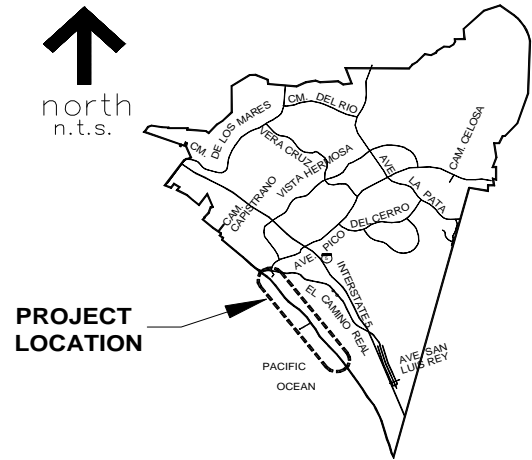 north
n.t.s.
CM. DE LOS MARES
CM. DEL RIO
VERA CRUZ
VISTA HERMOSA
CAM. CELOSA
AVE. LA PATA
CAM. CAPISTRANO
DEL CERRO
AVE. PICO
INTERSTATE 5
EL CAMINO REAL
PROJECT
LOCATION
AVE. SAN
LUIS REY
PACIFIC
OCEAN